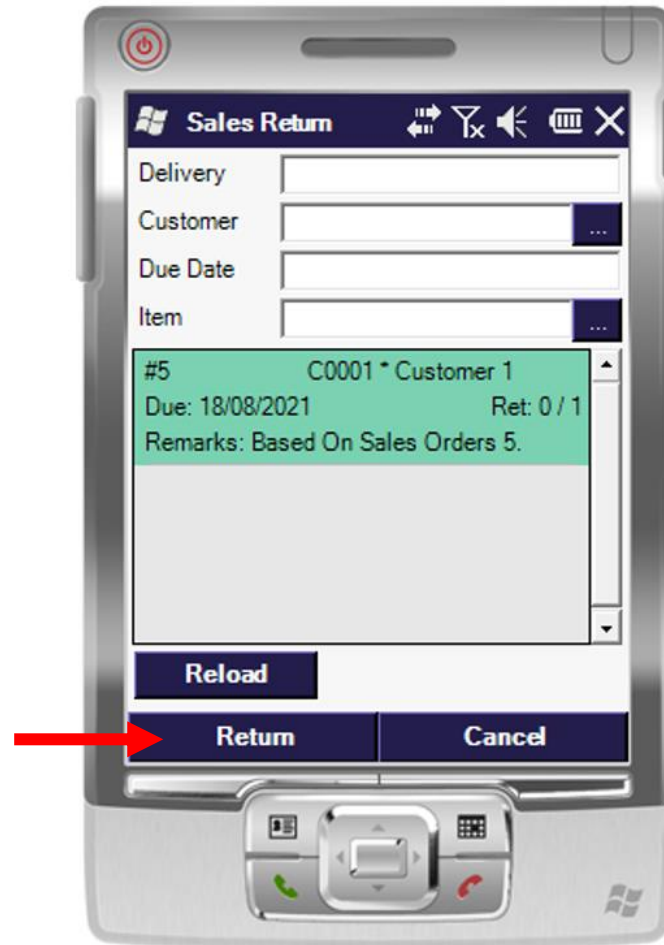 Sales Return
Delivery
Customer
...
Due Date
Item
...
#5 C0001 * Customer 1
Due: 18/08/2021 Ret: 0 / 1
Remarks: Based On Sales Orders 5.
Reload
Return Cancel